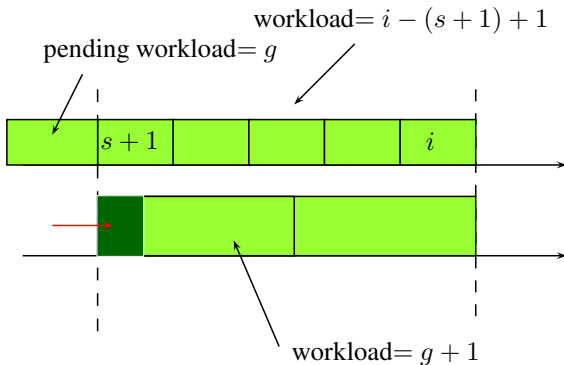 workload= i − (s + 1) + 1
pending workload= g
s + 1
i
workload= g + 1